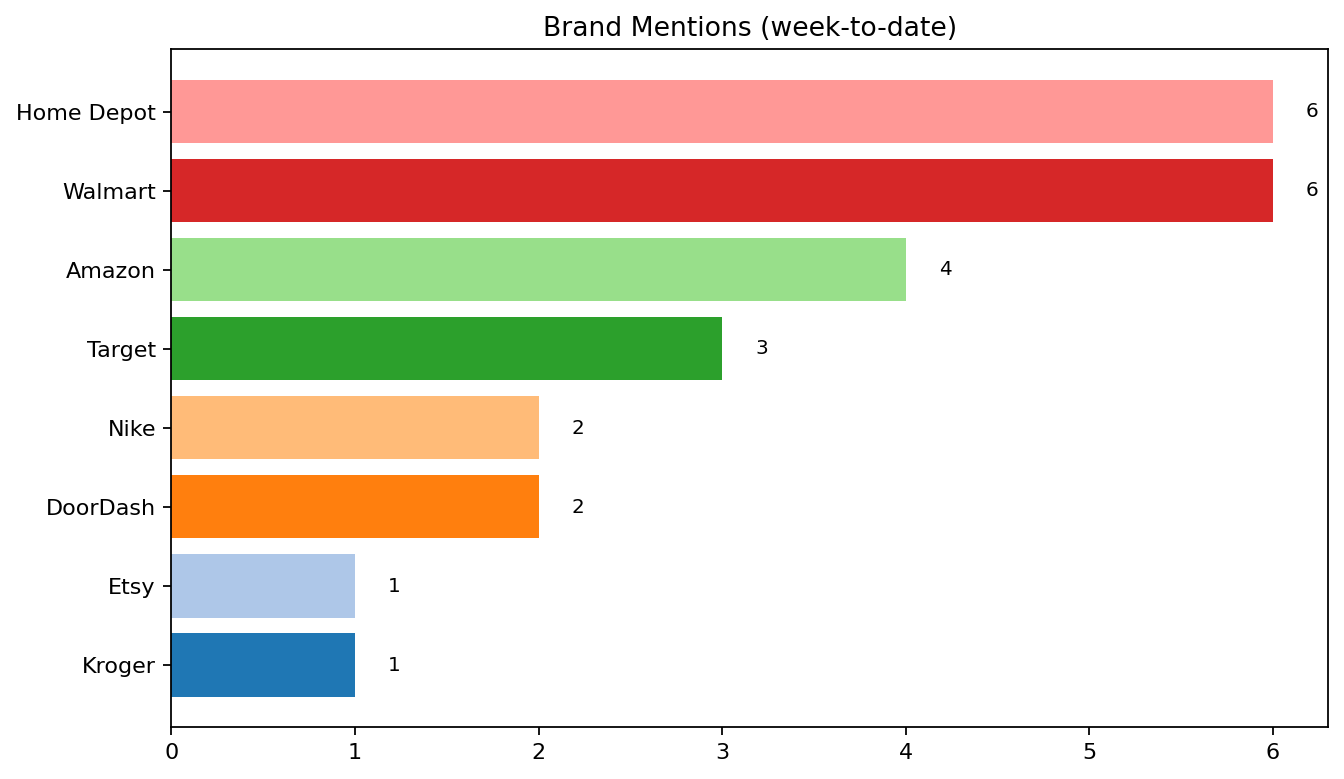 Brand Mentions (week-to-date)
Home Depot 6
Walmart 6
Amazon 4
Target 3
Nike 2
DoorDash 2
Etsy 1
Kroger 1
0 1 2 3 4 5 6